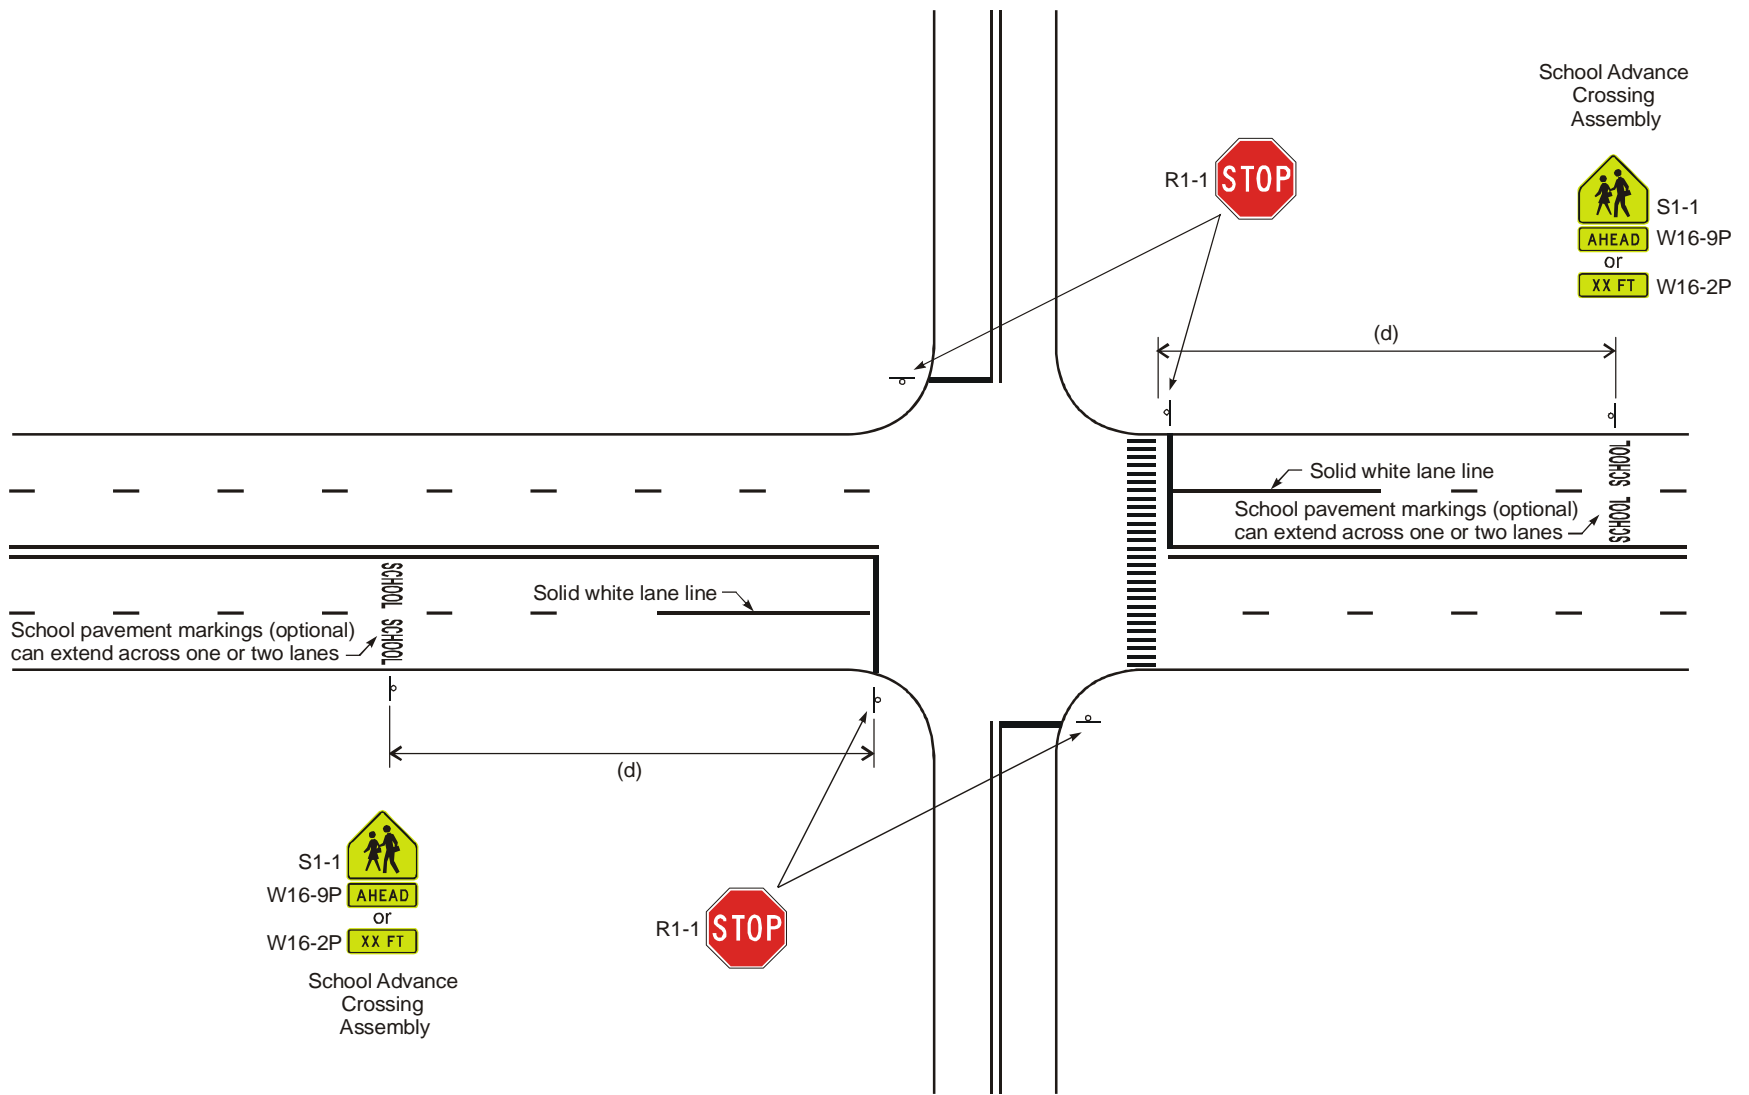 School Advance
Crossing
Assembly
R1-1
STOP
S1-1
AHEAD
W16-9P
or
XX FT
W16-2P
(d)
Solid white lane line
School pavement markings (optional)
can extend across one or two lanes
SCHOOL
SCHOOL
Solid white lane line
School pavement markings (optional)
can extend across one or two lanes
SCHOOL
SCHOOL
(d)
S1-1
W16-9P
AHEAD
or
W16-2P
XX FT
School Advance
Crossing
Assembly
R1-1
STOP